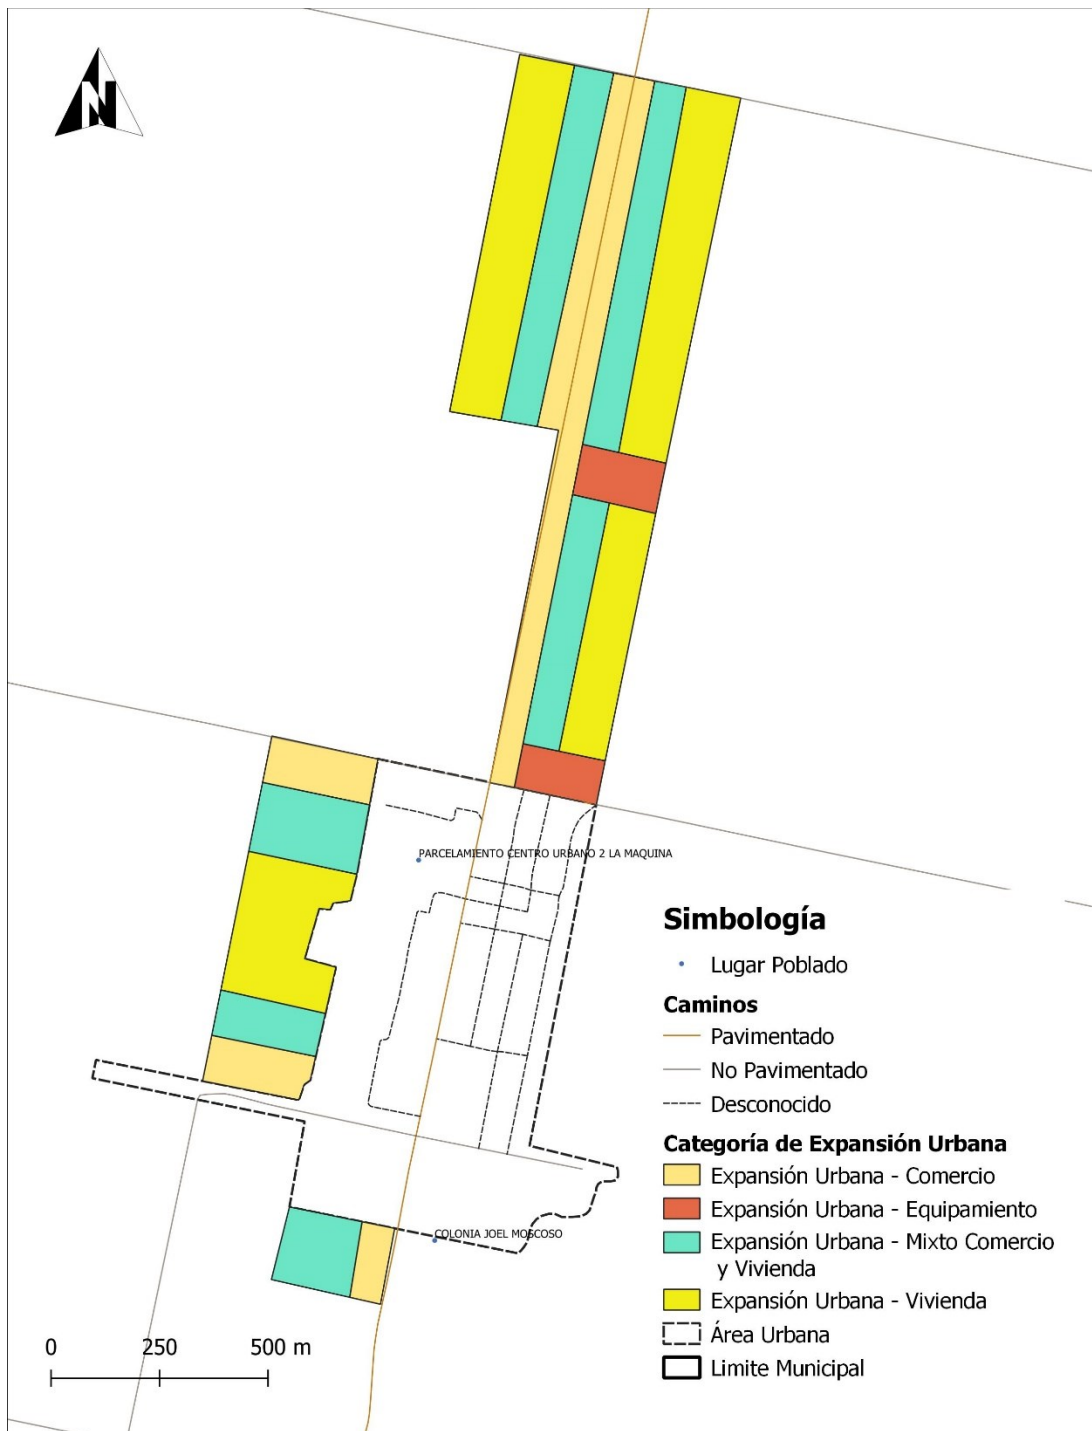 N
PARCELAMIENTO CENTRO URBANO 2 LA MAQUINA
COLONIA JOEL MOSCOSO
Simbología
Lugar Poblado
Caminos
Pavimentado
No Pavimentado
Desconocido
Categoría de Expansión Urbana
Expansión Urbana - Comercio
Expansión Urbana - Equipamiento
Expansión Urbana - Mixto Comercio
y Vivienda
Expansión Urbana - Vivienda
Área Urbana
Limite Municipal
0 250 500 m